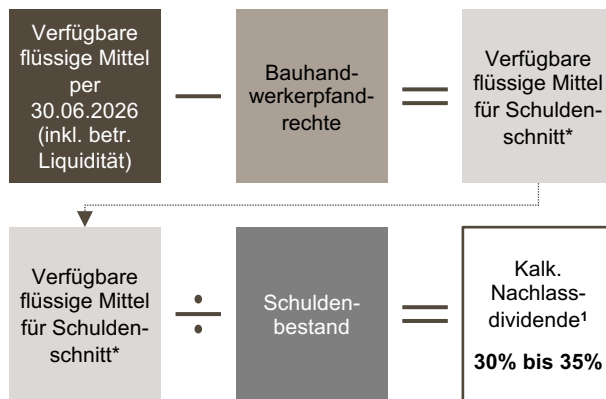 Verfügbare
flüssige Mittel
per
30.06.2026
(inkl. betr.
Liquidität)
—
Bauhand-
werkerpfand-
rechte
=
Verfügbare
flüssige Mittel
für Schulden-
schnitt*
Verfügbare
flüssige Mittel
für Schulden-
schnitt*
÷
Schulden-
bestand
=
Kalk.
Nachlass-
dividende¹
30% bis 35%